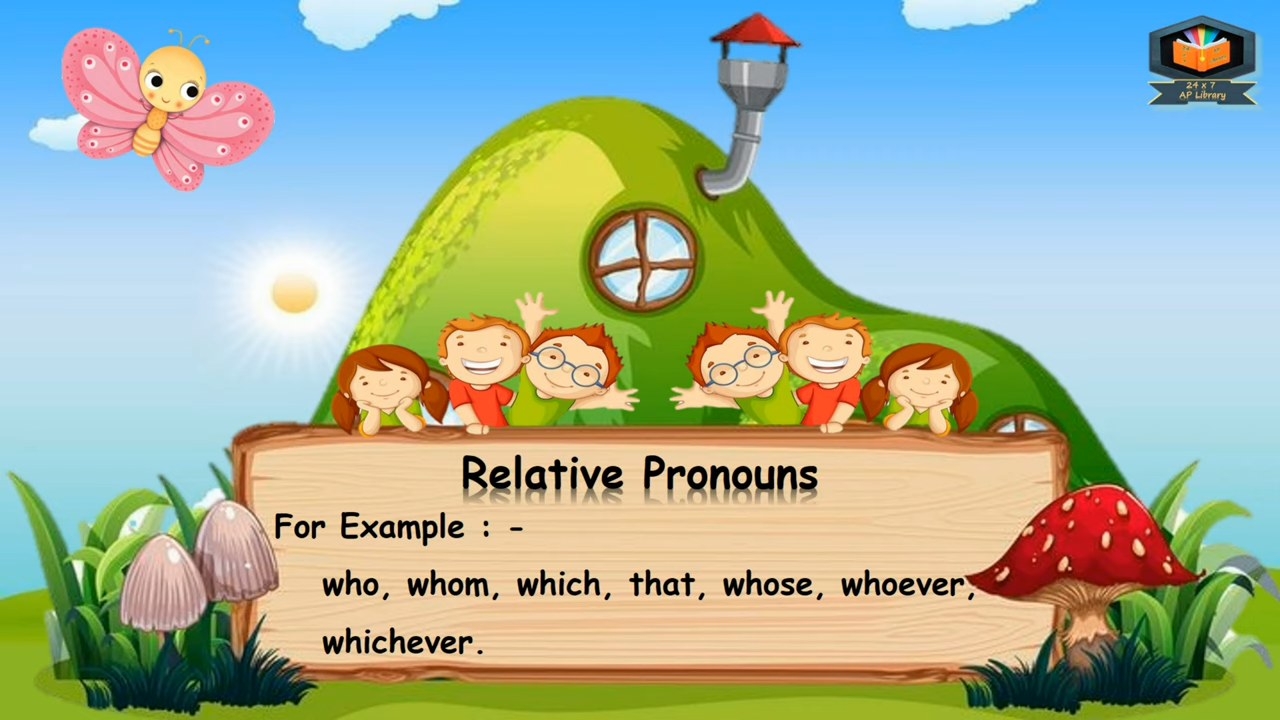 24 x 7
AP Library
Relative Pronouns
For Example : -
who, whom, which, that, whose, whoever,
whichever.